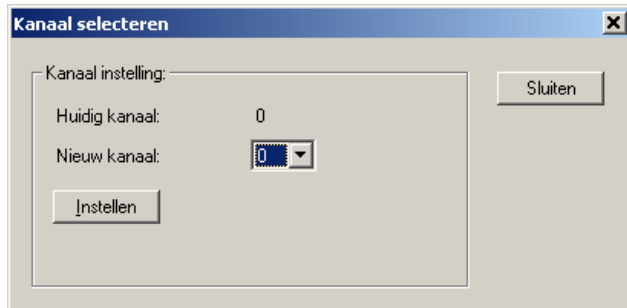 Kanaal selecteren
Kanaal instelling:
Sluiten
Huidig kanaal: 0
Nieuw kanaal: 0
Instellen